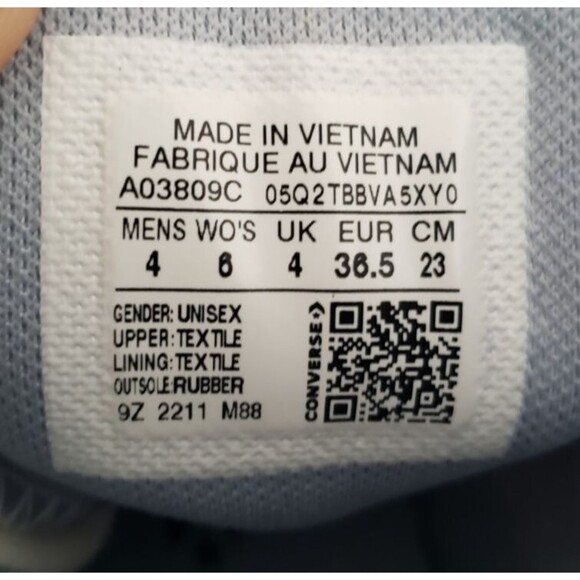 MADE IN VIETNAM
FABRIQUE AU VIETNAM
A03809C 05Q2TBBVA5XY0
MENS WO'S UK EUR CM
4 6 4 36.5 23
GENDER: UNISEX
UPPER: TEXTILE
LINING: TEXTILE
OUTSOLE: RUBBER
9Z 2211 M88
CONVERSE